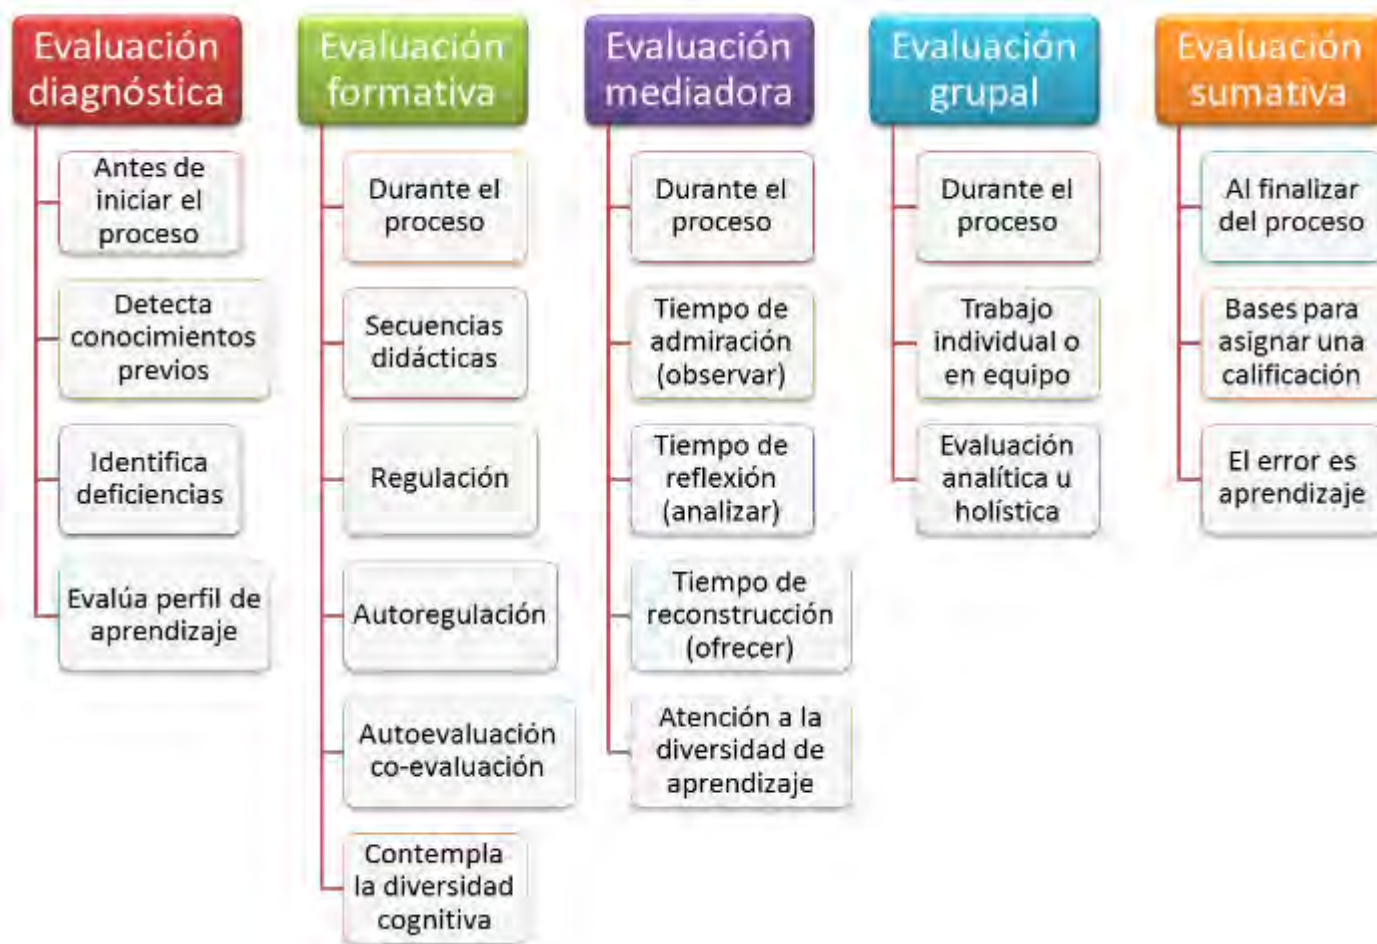 Evaluación
diagnóstica
Antes de
iniciar el
proceso
Detecta
conocimientos
previos
Identifica
deficiencias
Evalúa perfil de
aprendizaje
Evaluación
formativa
Durante el
proceso
Secuencias
didácticas
Regulación
Autoregulación
Autoevaluación
co-evaluación
Contempla
la diversidad
cognitiva
Evaluación
mediadora
Durante el
proceso
Tiempo de
admiración
(observar)
Tiempo de
reflexión
(analizar)
Tiempo de
reconstrucción
(ofrecer)
Atención a la
diversidad de
aprendizaje
Evaluación
grupal
Durante el
proceso
Trabajo
individual o
en equipo
Evaluación
analítica u
holística
Evaluación
sumativa
Al finalizar
del proceso
Bases para
asignar una
calificación
El error es
aprendizaje